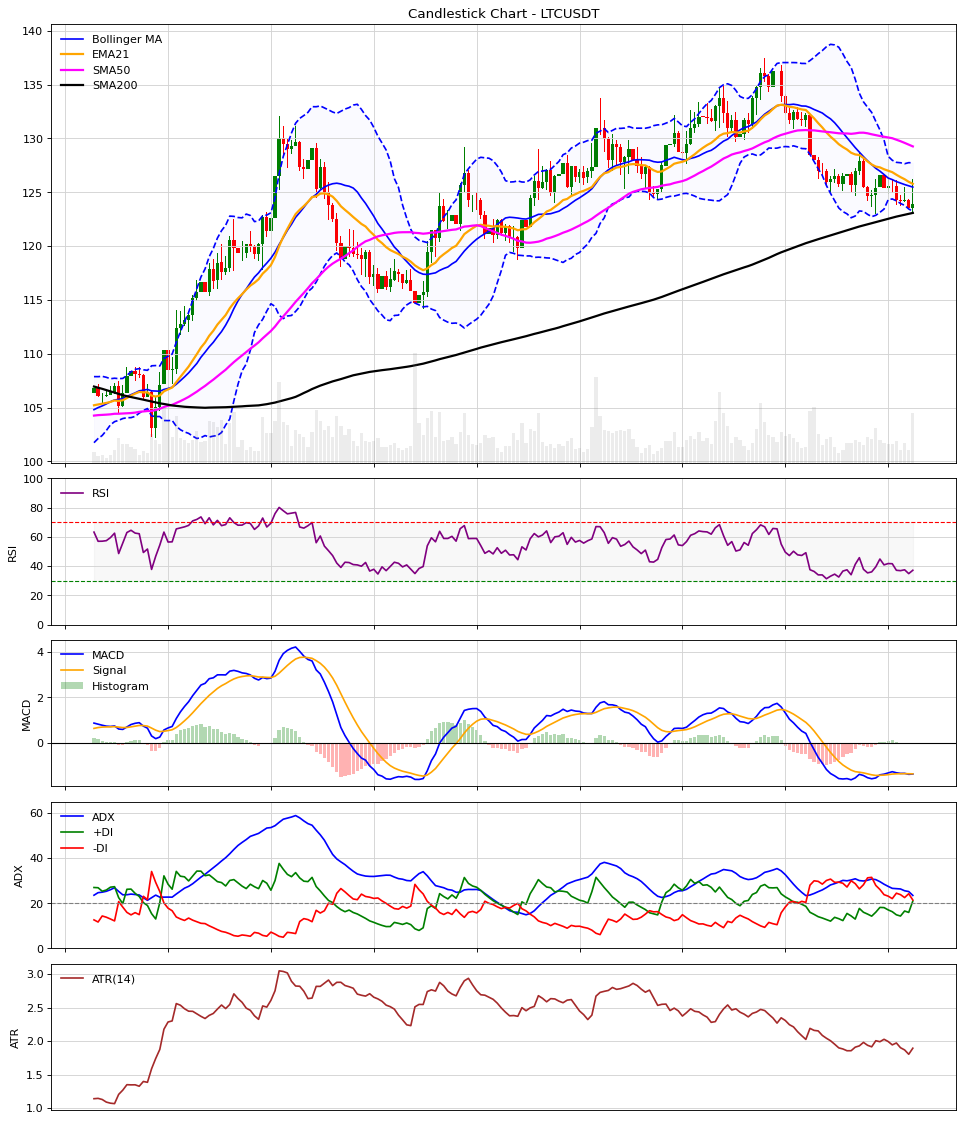 Candlestick Chart - LTCUSDT
140
135
130
125
120
115
110
105
100
Bollinger MA
EMA21
SMA50
SMA200
100
80
60
40
20
0
RSI
RSI
4
2
0
MACD
MACD
Signal
Histogram
60
40
20
0
ADX
ADX
+DI
-DI
3.0
2.5
2.0
1.5
1.0
ATR
ATR(14)